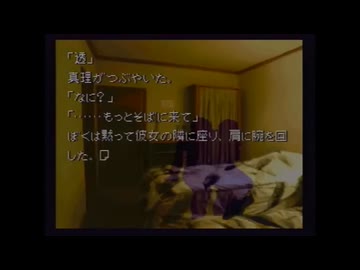 「透」
真理がつぶやいた。
「なに？」
「……もっとそばに来て」
ぼくは黙って彼女の隣に座り、肩に腕を回
した。